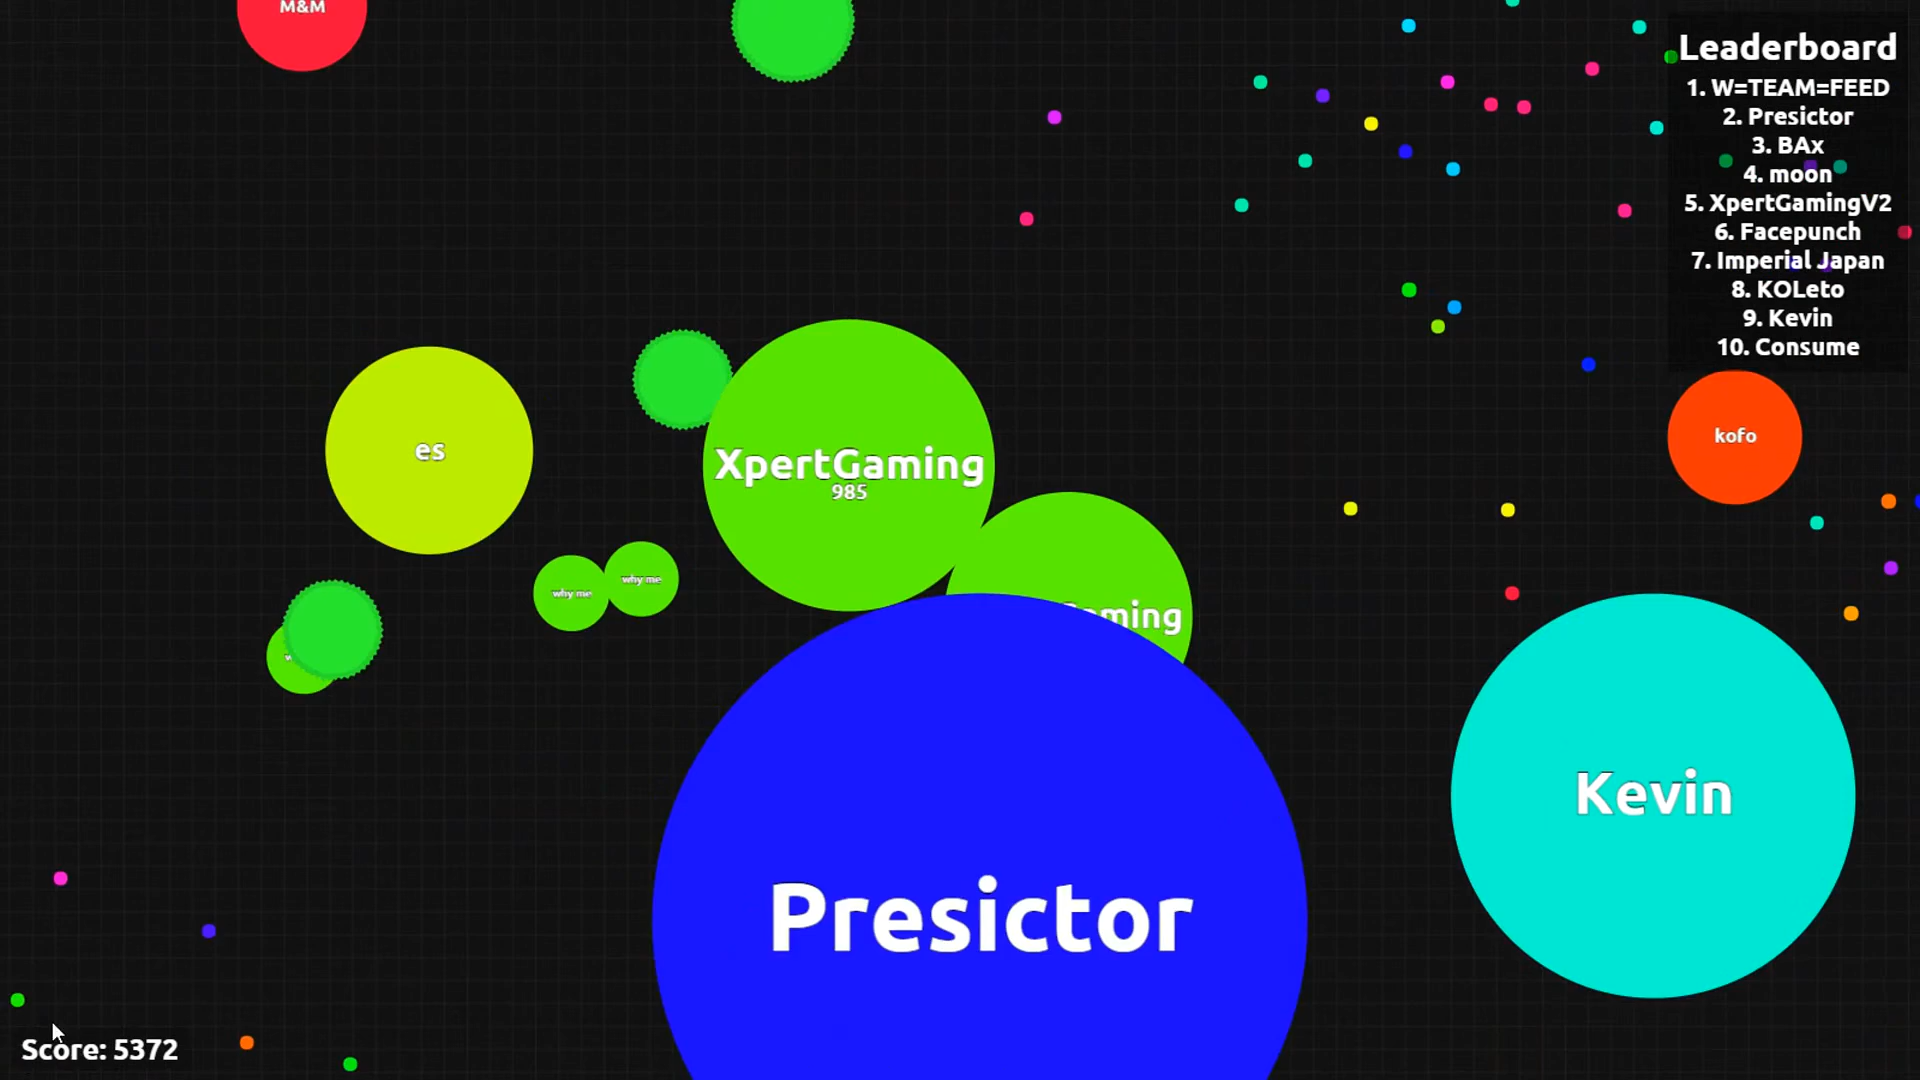 M&M
Leaderboard
1. W=TEAM=FEED
2. Presictor
3. BAx
4. moon
5. XpertGamingV2
6. Facepunch
7. Imperial Japan
8. KOLeto
9. Kevin
10. Consume
kofo
es
XpertGaming
985
why me
why me
ming
Kevin
Presictor
Score: 5372